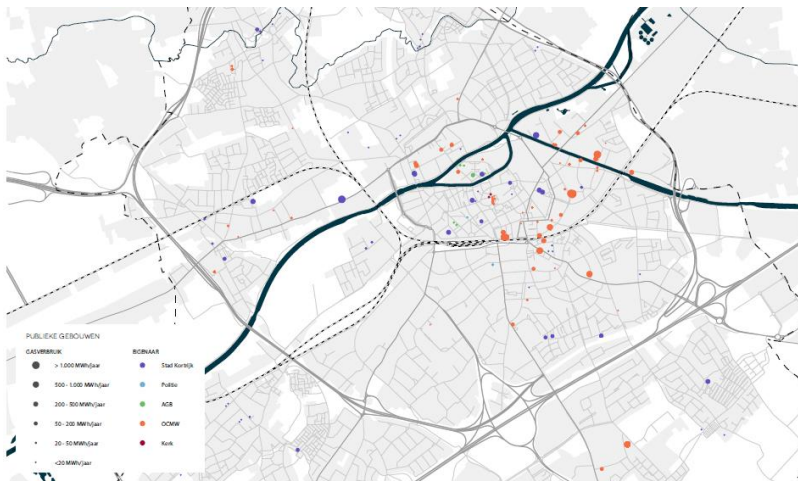 PUBLIEKE GEBOUWEN
GASVERBRUIK
> 1.000 MWh/jaar
500 - 1.000 MWh/jaar
200 - 500 MWh/jaar
50 - 200 MWh/jaar
20 - 50 MWh/jaar
<20 MWh/jaar
EIGENAAR
Stad Kortrijk
Politie
AGB
OCMW
Kerk